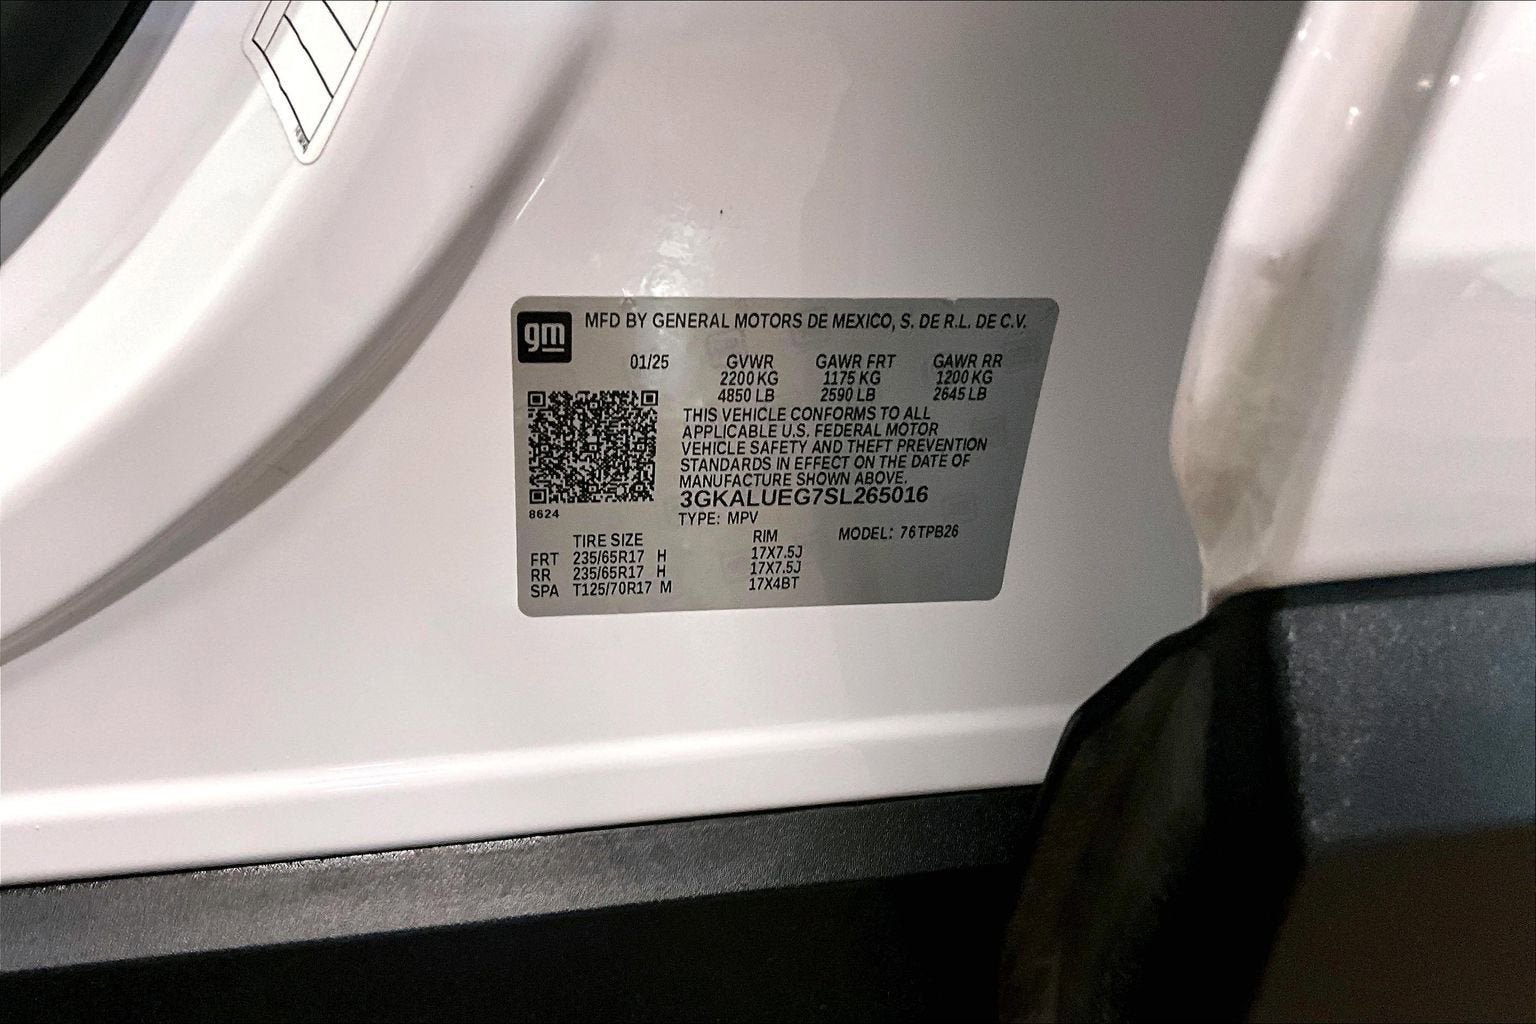 gm
MFD BY GENERAL MOTORS DE MEXICO, S. DE R.L. DE C.V.
01/25 GVWR GAWR FRT GAWR RR
2200 KG 1175 KG 1200 KG
4850 LB 2590 LB 2645 LB
THIS VEHICLE CONFORMS TO ALL
APPLICABLE U.S. FEDERAL MOTOR
VEHICLE SAFETY AND THEFT PREVENTION
STANDARDS IN EFFECT ON THE DATE OF
MANUFACTURE SHOWN ABOVE.
3GKALUEG7SL265016
8624
TYPE: MPV
MODEL: 76TPB26
TIRE SIZE RIM
FRT 235/65R17 H 17X7.5J
RR 235/65R17 H 17X7.5J
SPA T125/70R17 M 17X4BT